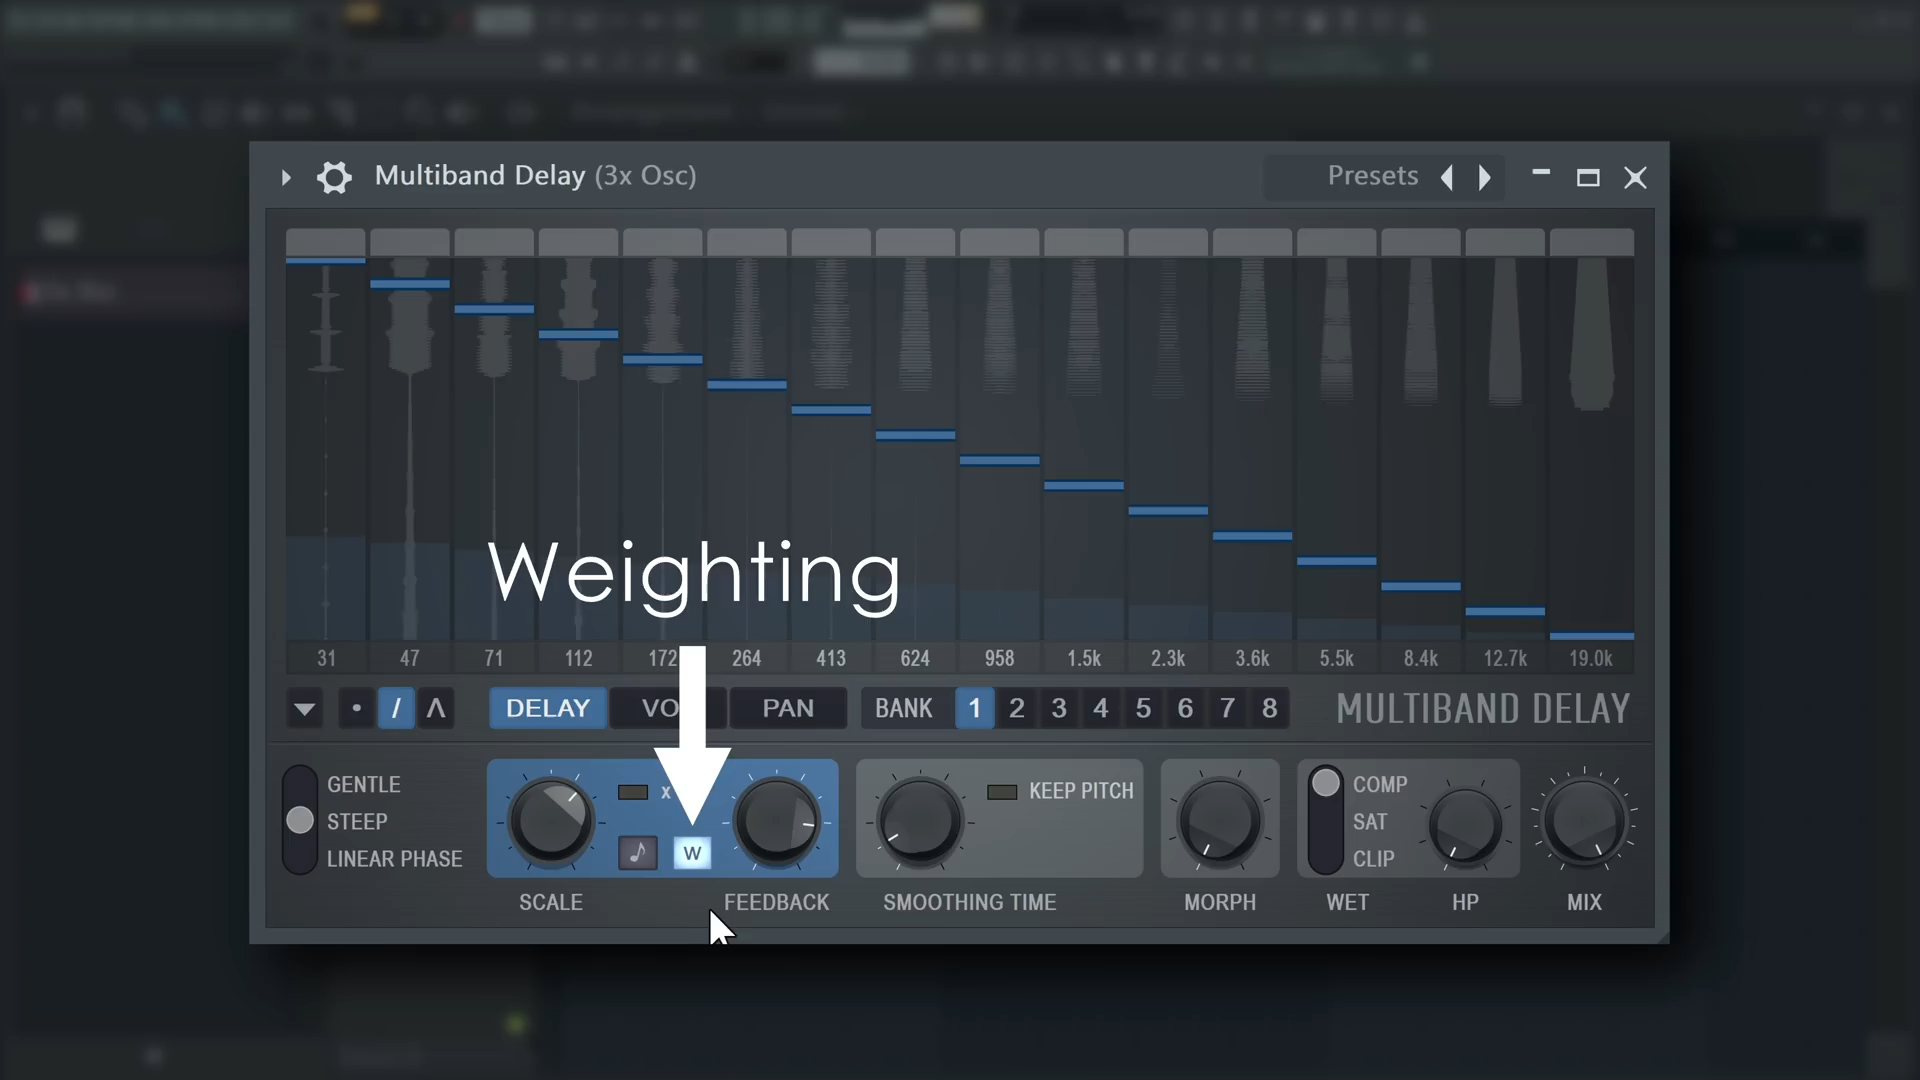 Multiband Delay (3x Osc)
Presets
Weighting
31 47 71 112 172 264 413 624 958 1.5k 2.3k 3.6k 5.5k 8.4k 12.7k 19.0k
DELAY VO PAN BANK 1 2 3 4 5 6 7 8 MULTIBAND DELAY
GENTLE
STEEP
LINEAR PHASE
x
W
KEEP PITCH
COMP
SAT
CLIP
SCALE FEEDBACK SMOOTHING TIME MORPH WET HP MIX